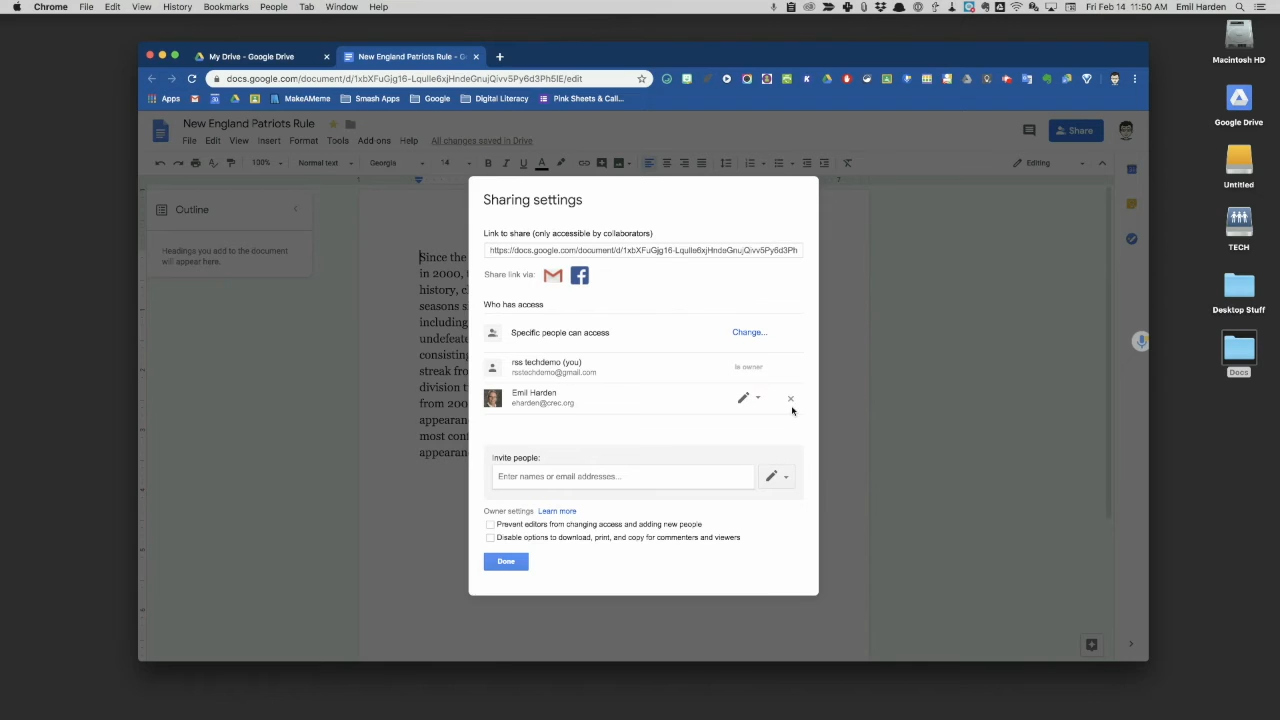 Chrome File Edit View History Bookmarks People Tab Window Help
Fri Feb 14 11:50 AM Emil Harden
Macintosh HD
My Drive - Google Drive
New England Patriots Rule - G
docs.google.com/document/d/1xbXFuGjg16-LquIle6xjHndeGnujQivv5Py6d3Ph5IE/edit
Apps MakeAMeme Smash Apps Google Digital Literacy Pink Sheets & Call...
Google Drive
New England Patriots Rule
Share
File Edit View Insert Format Tools Add-ons Help All changes saved in Drive
100% Normal text Georgia 14 Editing
Untitled
Sharing settings
Outline
Link to share (only accessible by collaborators)
https://docs.google.com/document/d/1xbXFuGjg16-LquIle6xjHndeGnujQivv5Py6d3Ph
Headings you add to the document
will appear here.
TECH
Since the
in 2000, t
history, c
seasons s
including
undefeate
consisting
streak from
division t
from 200
appearan
most cont
appearan
Share link via:
Who has access
Specific people can access Change...
rss techdemo (you)
rsstechdemo@gmail.com
Is owner
Emil Harden
eharden@crec.org
Desktop Stuff
Docs
Invite people:
Enter names or email addresses...
Owner settings Learn more
Prevent editors from changing access and adding new people
Disable options to download, print, and copy for commenters and viewers
Done